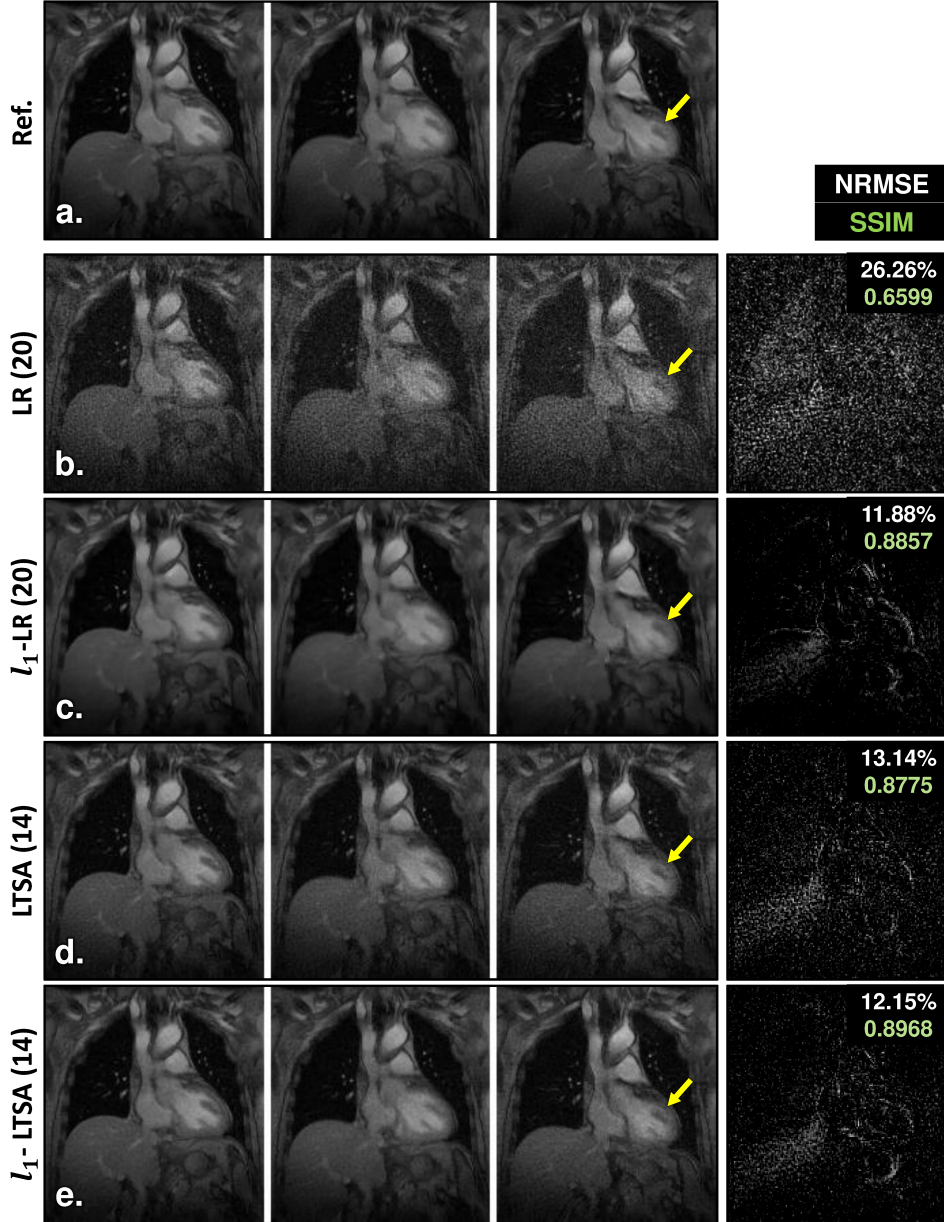 Ref.
a.
NRMSE
SSIM
LR (20)
b.
26.26%
0.6599
l₁-LR (20)
c.
11.88%
0.8857
LTSA (14)
d.
13.14%
0.8775
l₁- LTSA (14)
e.
12.15%
0.8968